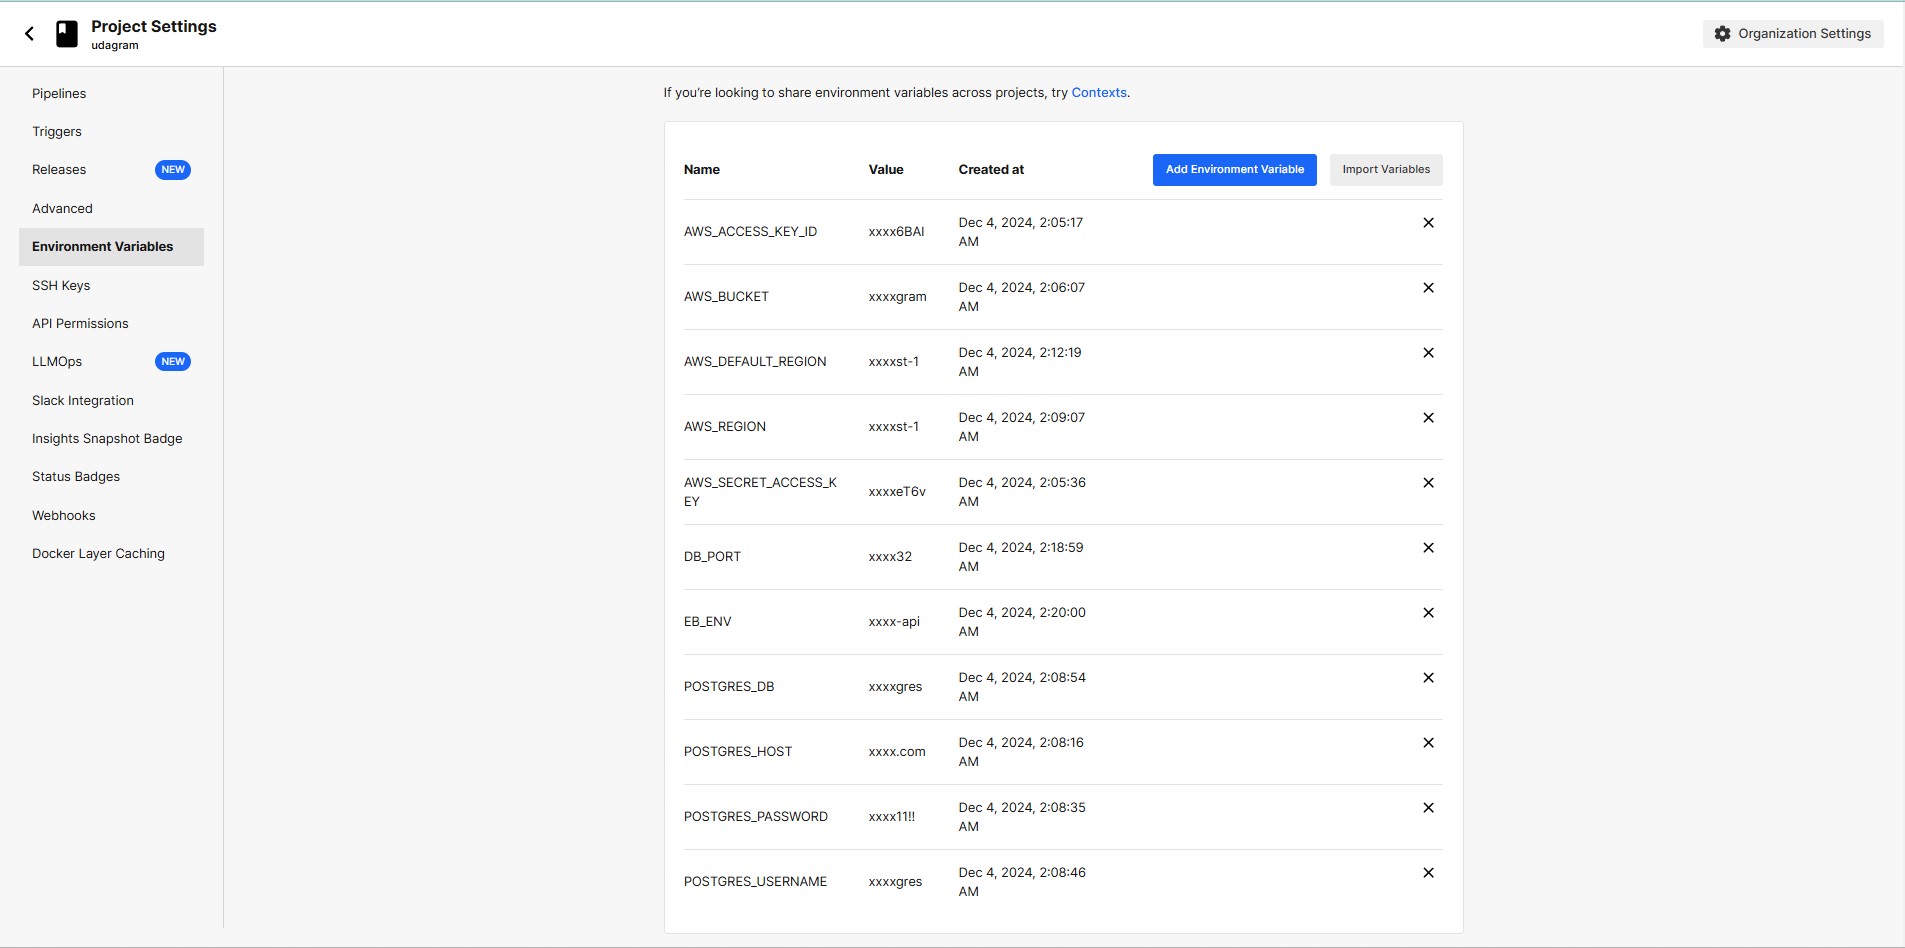 Project Settings
udagram
Organization Settings
Pipelines
Triggers
Releases NEW
Advanced
Environment Variables
SSH Keys
API Permissions
LLMOps NEW
Slack Integration
Insights Snapshot Badge
Status Badges
Webhooks
Docker Layer Caching
If you're looking to share environment variables across projects, try Contexts.
Name Value Created at Add Environment Variable Import Variables
AWS_ACCESS_KEY_ID xxxx6BAI Dec 4, 2024, 2:05:17
AM
AWS_BUCKET xxxxgram Dec 4, 2024, 2:06:07
AM
AWS_DEFAULT_REGION xxxxst-1 Dec 4, 2024, 2:12:19
AM
AWS_REGION xxxxst-1 Dec 4, 2024, 2:09:07
AM
AWS_SECRET_ACCESS_K xxxxeT6v Dec 4, 2024, 2:05:36
EY AM
DB_PORT xxxx32 Dec 4, 2024, 2:18:59
AM
EB_ENV xxxx-api Dec 4, 2024, 2:20:00
AM
POSTGRES_DB xxxxgres Dec 4, 2024, 2:08:54
AM
POSTGRES_HOST xxxx.com Dec 4, 2024, 2:08:16
AM
POSTGRES_PASSWORD xxxx11!! Dec 4, 2024, 2:08:35
AM
POSTGRES_USERNAME xxxxgres Dec 4, 2024, 2:08:46
AM